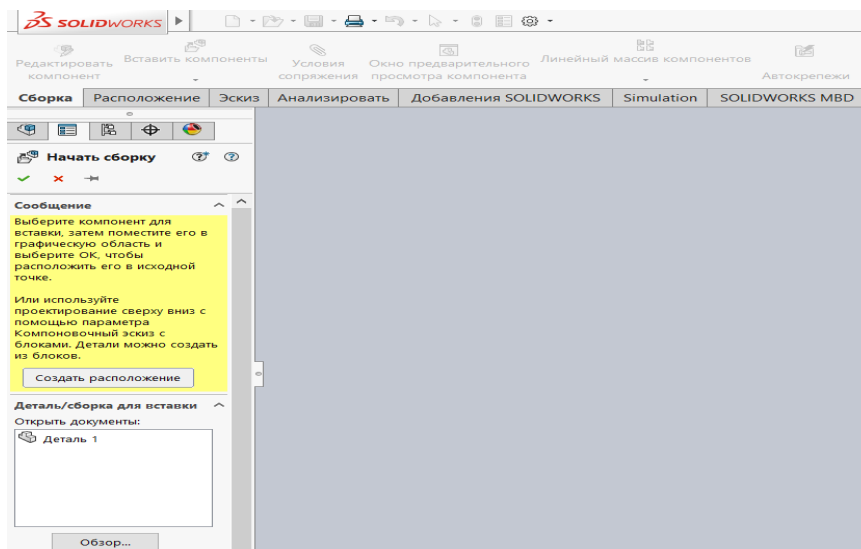 SOLIDWORKS
Редактировать компонент
Вставить компоненты
Условия сопряжения
Окно предварительного просмотра компонента
Линейный массив компонентов
Автокрепежи
Сборка Расположение Эскиз Анализировать Добавления SOLIDWORKS Simulation SOLIDWORKS MBD
Начать сборку
Сообщение
Выберите компонент для
вставки, затем поместите его в
графическую область и
выберите ОК, чтобы
расположить его в исходной
точке.
Или используйте
проектирование сверху вниз с
помощью параметра
Компоновочный эскиз с
блоками. Детали можно создать
из блоков.
Создать расположение
Деталь/сборка для вставки
Открыть документы:
Деталь 1
Обзор...